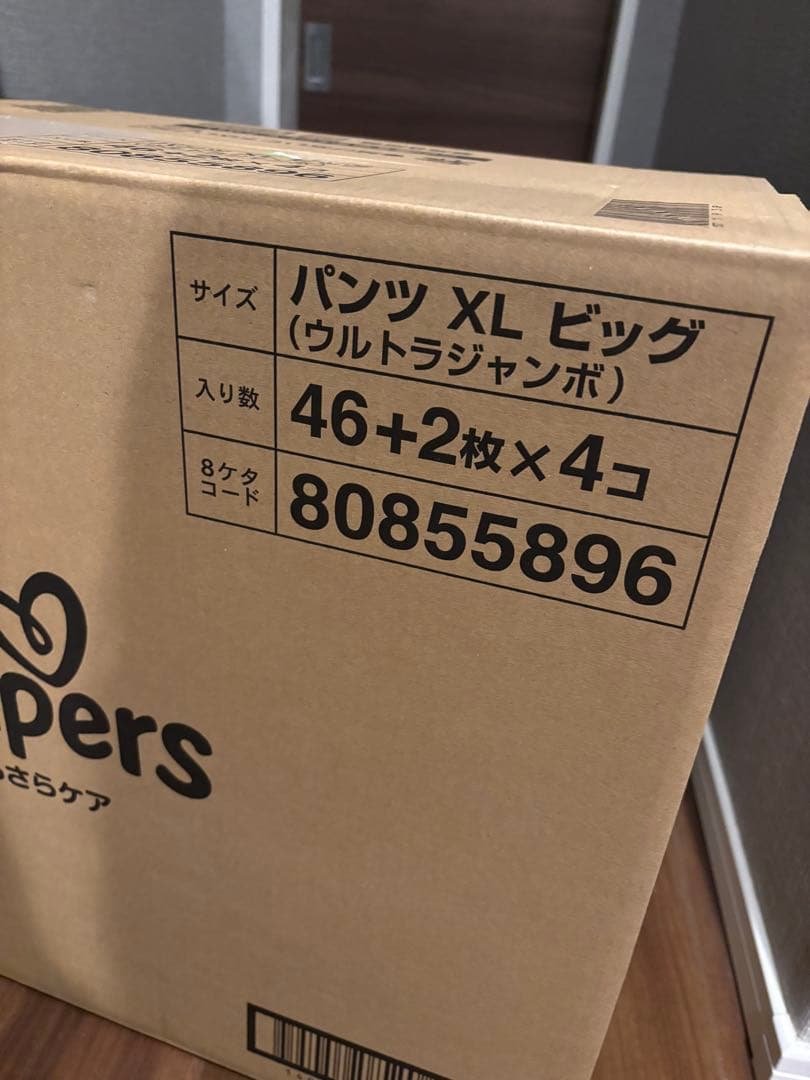 サイズ
パンツ XL ビッグ
(ウルトラジャンボ)
入り数
46+2枚×4コ
8ケタ
コード
80855896
pers
さらケア